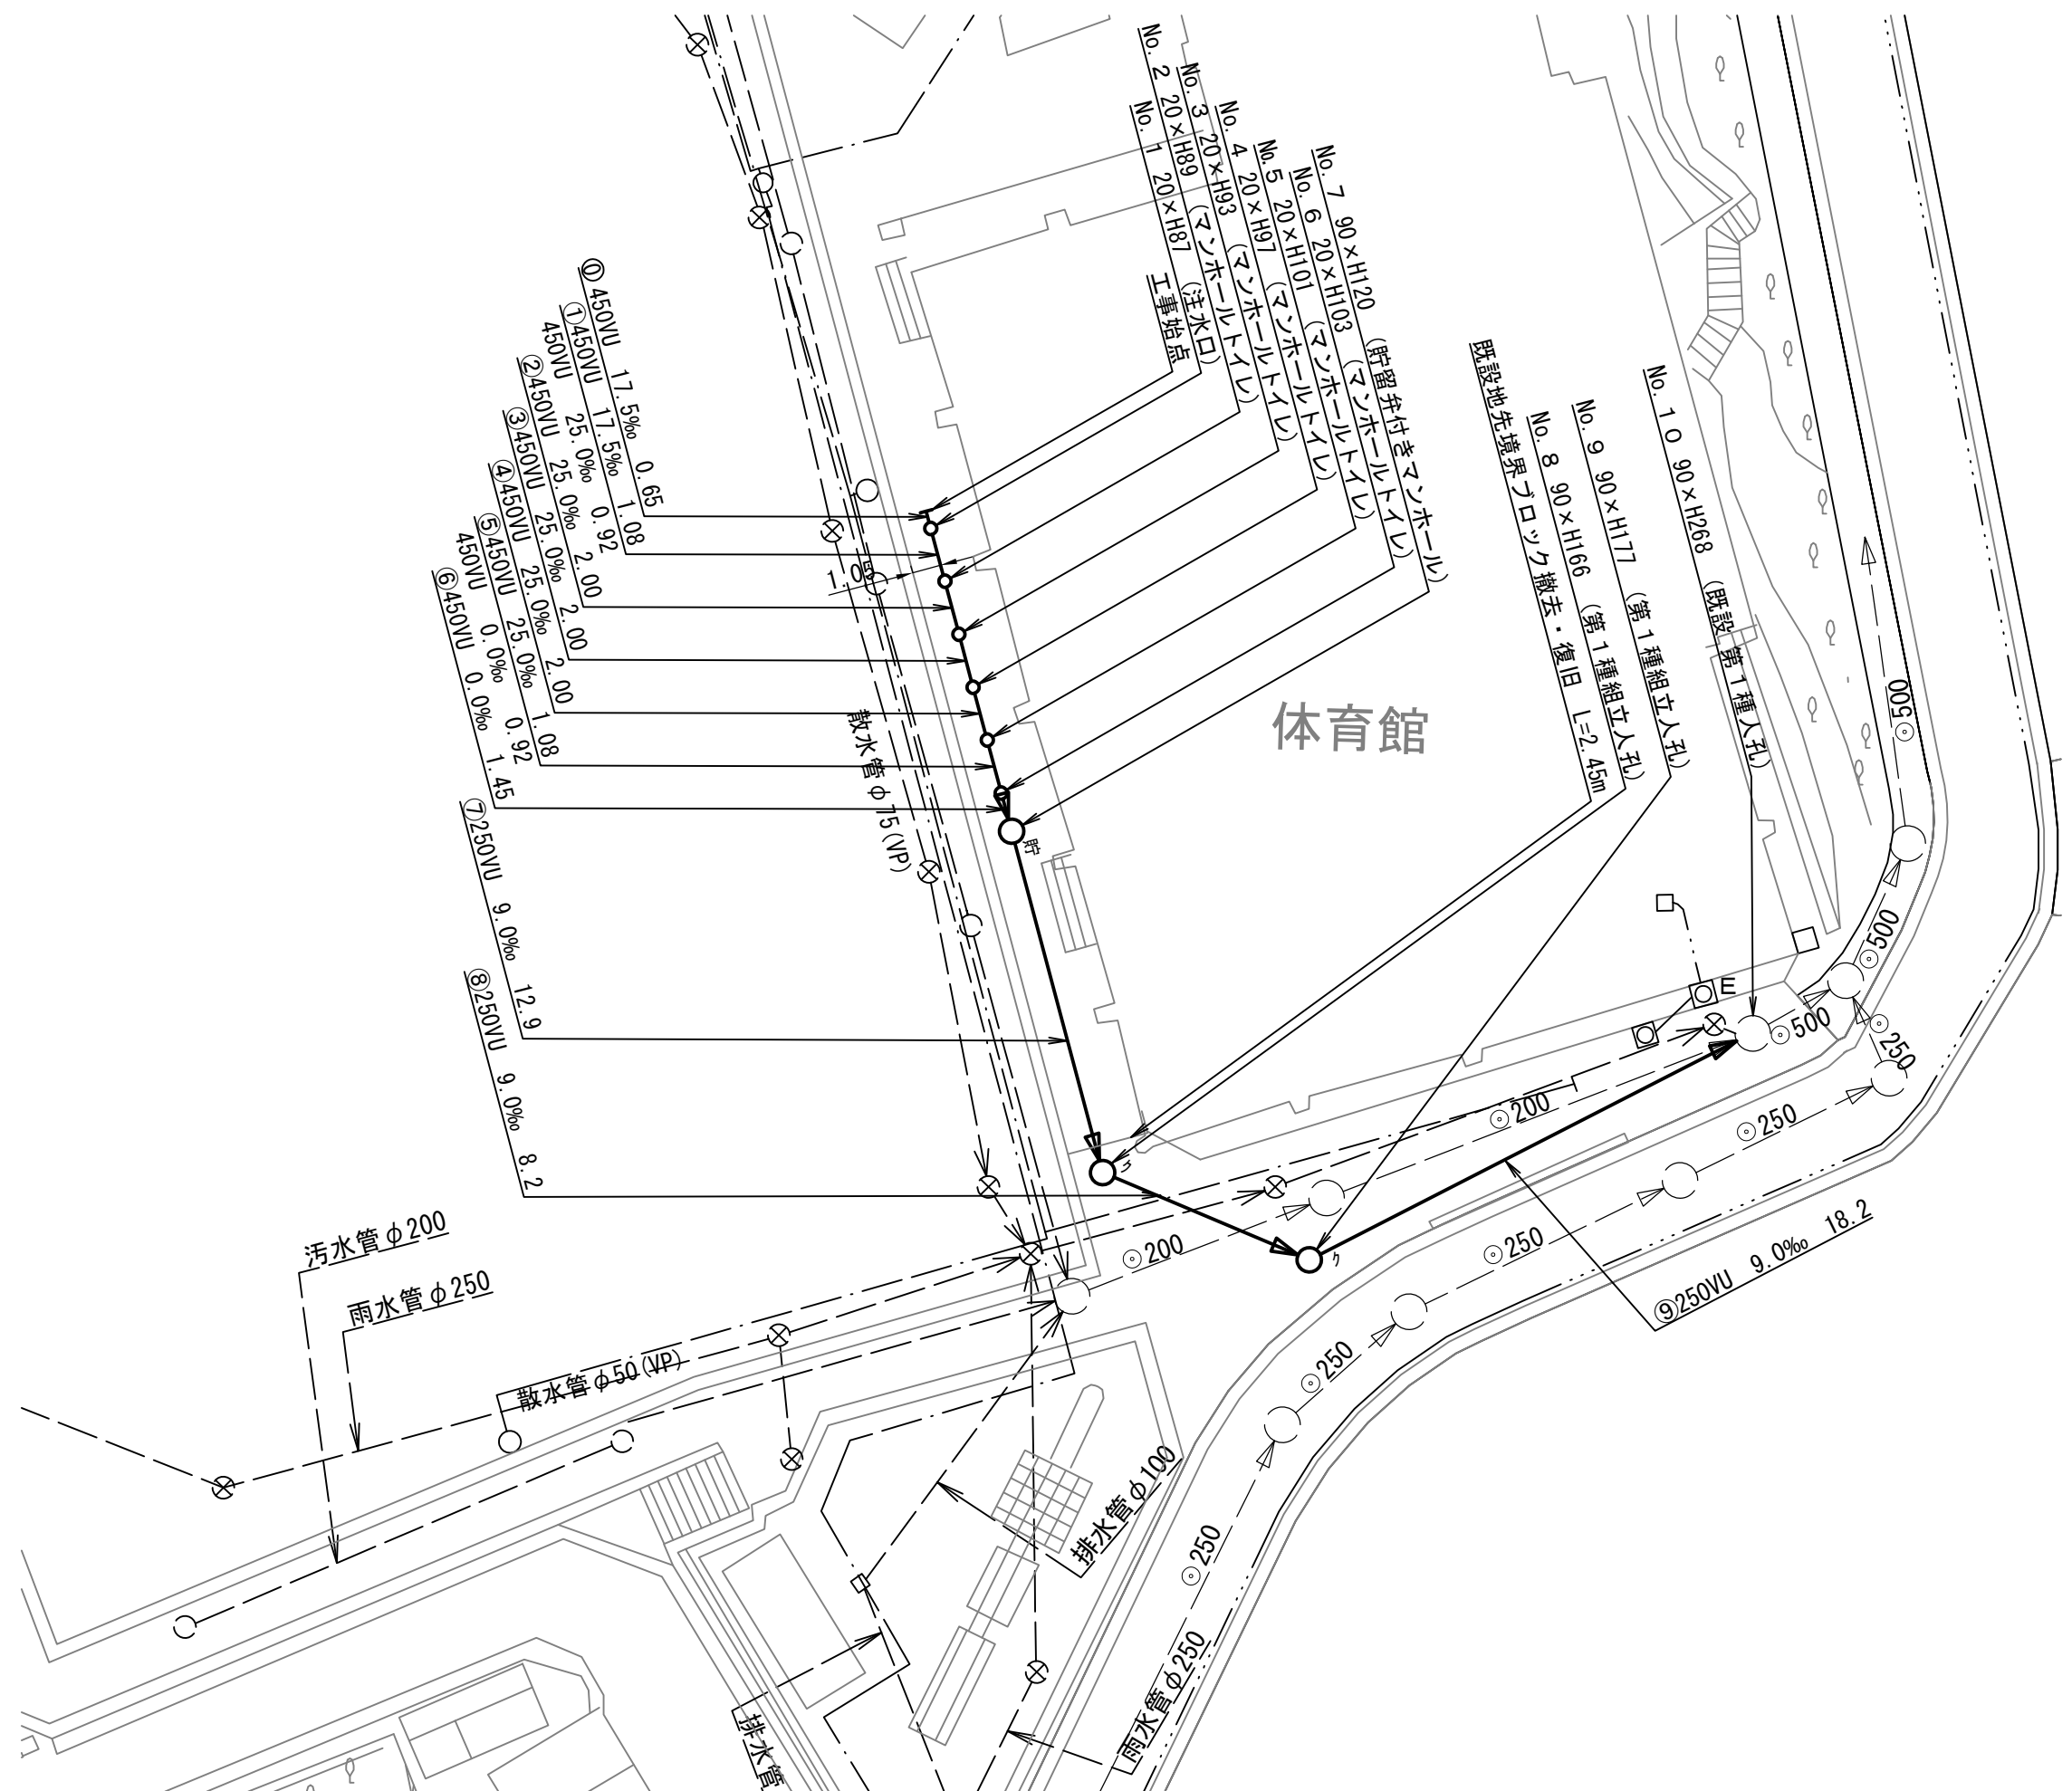 No. 2 20×H89 (マンホールトイレ)
No. 3 20×H93 (マンホールトイレ)
No. 1 20×H87 (注水口)
No. 4 20×H97 (マンホールトイレ)
No.5 20×H101 (マンホールトイレ)
No. 6 20×H103 (マンホールトイレ)
No. 7 90×H120 (貯留弁付きマンホール)
工事始点
既設地先境界ブロック撤去・復旧 L=2.45m
No. 8 90×H166 (第1種組立人孔)
No. 9 90×H177 (第1種組立人孔)
No. 10 90×H268 (既設 第1種人孔)
⓪450VU 17.5‰ 0.65
①450VU 17.5‰ 1.08
450VU 25.0‰ 0.92
②450VU 25.0‰ 2.00
③450VU 25.0‰ 2.00
④450VU 25.0‰ 2.00
⑤450VU 25.0‰ 1.08
450VU 0.0‰ 0.92
⑥450VU 0.0‰ 1.45
⑦250VU 9.0‰ 12.9
⑧250VU 9.0‰ 8.2
⑨250VU 9.0‰ 18.2
散水管φ75(VP)
貯
体育館
E
500
500
500
250
200
250
200
250
250
250
汚水管φ200
雨水管φ250
散水管φ50(VP)
排水管φ100
雨水管φ250
排水管